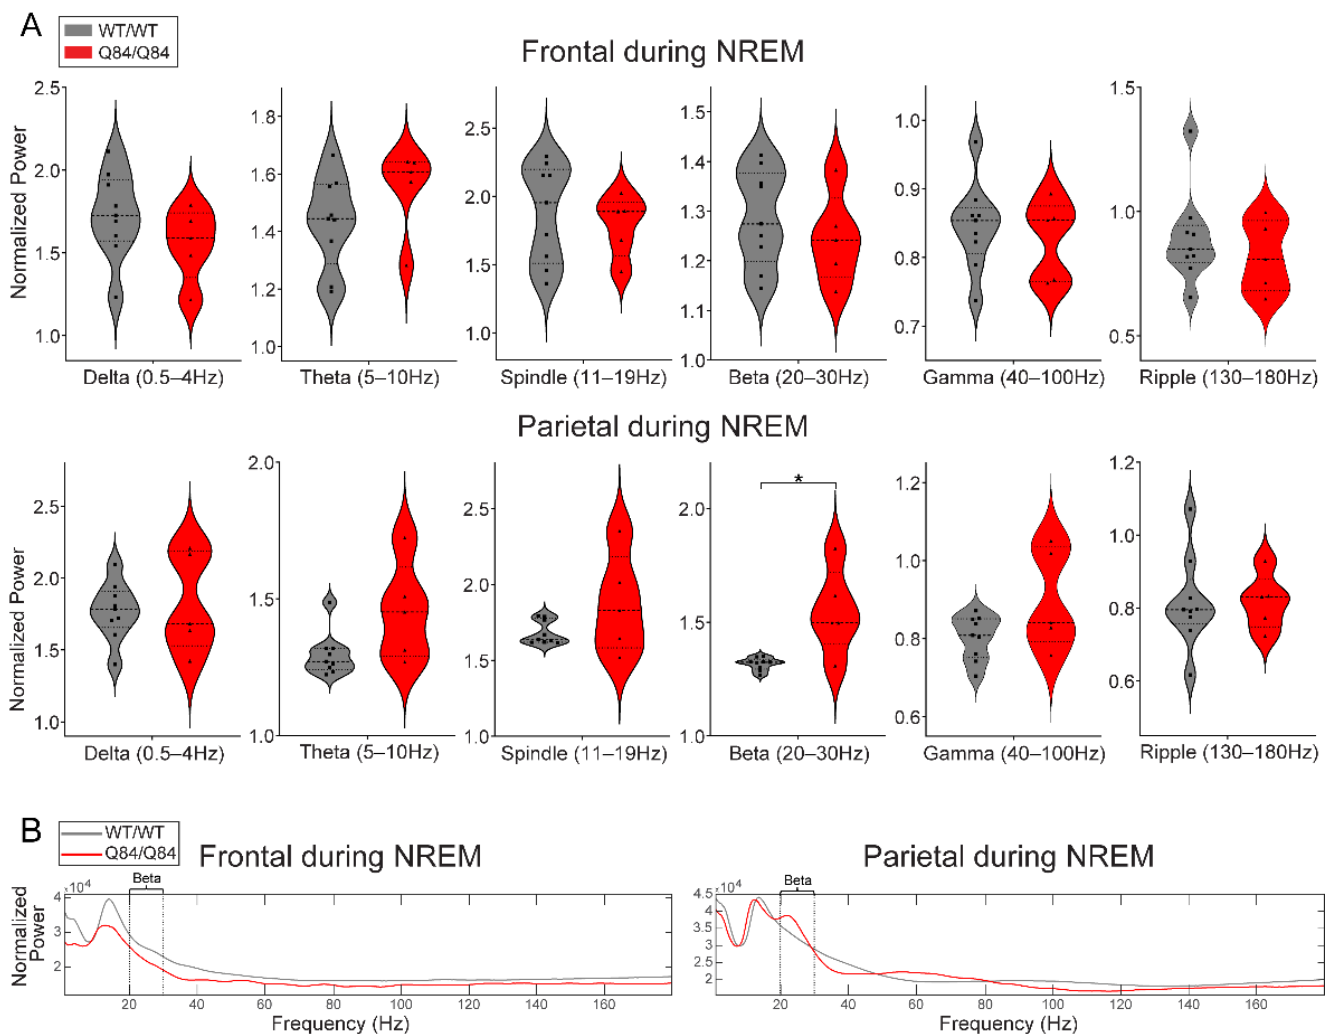 A
WT/WT
Q84/Q84
Frontal during NREM
Normalized Power
2.5
2.0
1.5
1.0
Delta (0.5–4Hz)
1.8
1.6
1.4
1.2
1.0
Theta (5–10Hz)
2.5
2.0
1.5
1.0
Spindle (11–19Hz)
1.5
1.4
1.3
1.2
1.1
1.0
Beta (20–30Hz)
1.0
0.9
0.8
0.7
Gamma (40–100Hz)
1.5
1.0
0.5
Ripple (130–180Hz)
Parietal during NREM
Normalized Power
2.5
2.0
1.5
1.0
Delta (0.5–4Hz)
2.0
1.5
1.0
Theta (5–10Hz)
2.5
2.0
1.5
1.0
Spindle (11–19Hz)
*
2.0
1.5
1.0
Beta (20–30Hz)
1.2
1.0
0.8
0.6
Gamma (40–100Hz)
1.2
1.0
0.8
0.6
Ripple (130–180Hz)
B
WT/WT
Q84/Q84
Frontal during NREM
Normalized
Power
×10⁴
4
3
2
Beta
20 40 60 80 100 120 140 160
Frequency (Hz)
Parietal during NREM
×10⁴
4.5
4
3.5
3
2.5
2
Beta
20 40 60 80 100 120 140 160
Frequency (Hz)